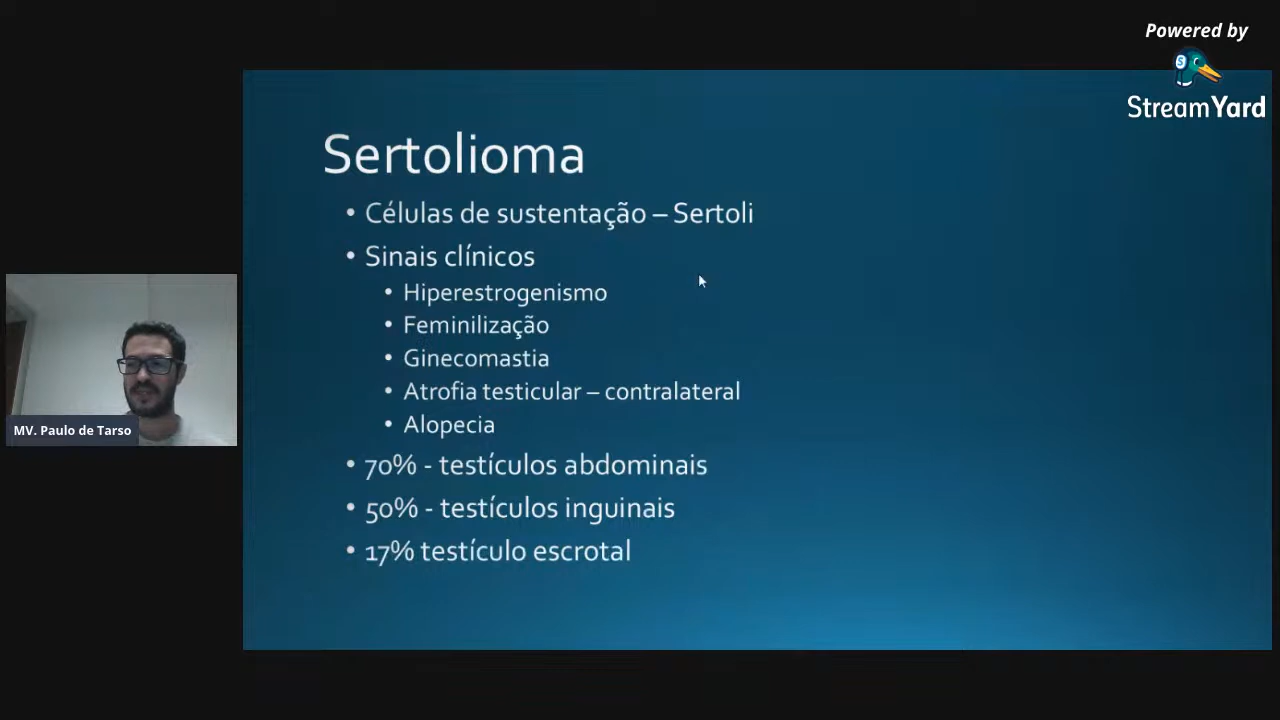 Powered by
StreamYard
Sertolioma
• Células de sustentação – Sertoli
• Sinais clínicos
• Hiperestrogenismo
• Feminilização
• Ginecomastia
• Atrofia testicular – contralateral
• Alopecia
• 70% - testículos abdominais
• 50% - testículos inguinais
• 17% testículo escrotal
MV. Paulo de Tarso